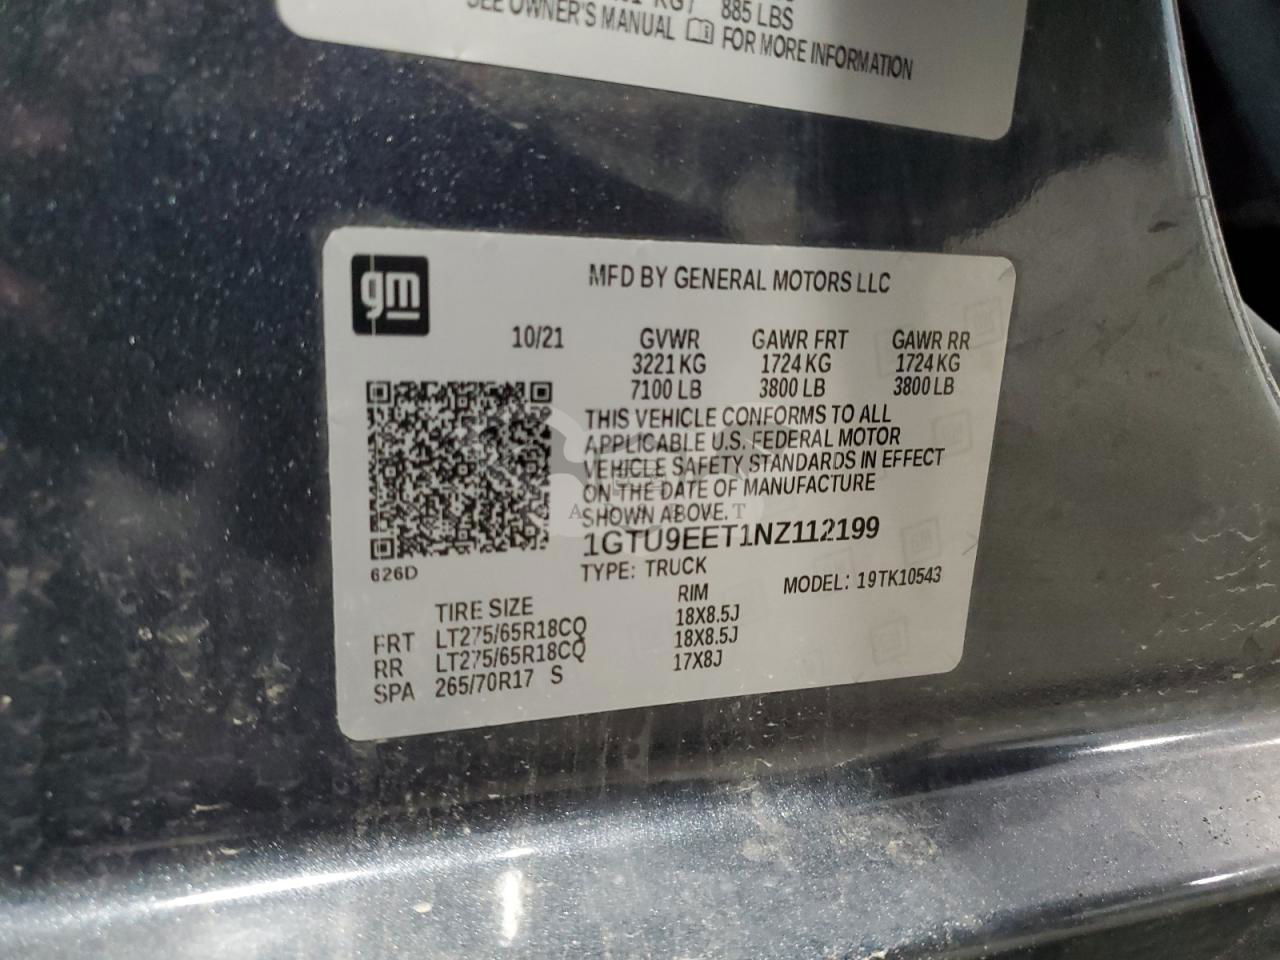 KG/ 885 LBS
SEE OWNER'S MANUAL FOR MORE INFORMATION
gm
MFD BY GENERAL MOTORS LLC
10/21 GVWR GAWR FRT GAWR RR
3221 KG 1724 KG 1724 KG
7100 LB 3800 LB 3800 LB
THIS VEHICLE CONFORMS TO ALL
APPLICABLE U.S. FEDERAL MOTOR
VEHICLE SAFETY STANDARDS IN EFFECT
ON THE DATE OF MANUFACTURE
SHOWN ABOVE.
1GTU9EET1NZ112199
626D
TYPE: TRUCK MODEL: 19TK10543
TIRE SIZE RIM
FRT LT275/65R18CQ 18X8.5J
RR LT275/65R18CQ 18X8.5J
SPA 265/70R17 S 17X8J